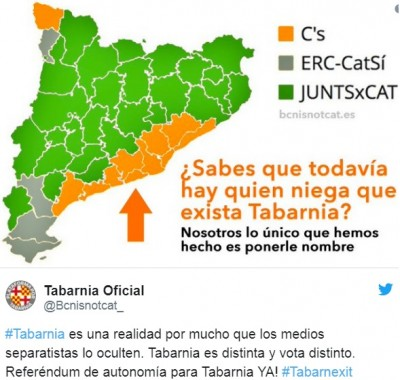 C's
ERC-CatSí
JUNTSxCAT
bcnisnotcat.es
¿Sabes que todavía
hay quien niega que
exista Tabarnia?
Nosotros lo único que hemos
hecho es ponerle nombre
Tabarnia Oficial
@Bcnisnotcat_
#Tabarnia es una realidad por mucho que los medios
separatistas lo oculten. Tabarnia es distinta y vota distinto.
Referéndum de autonomía para Tabarnia YA! #Tabarnexit